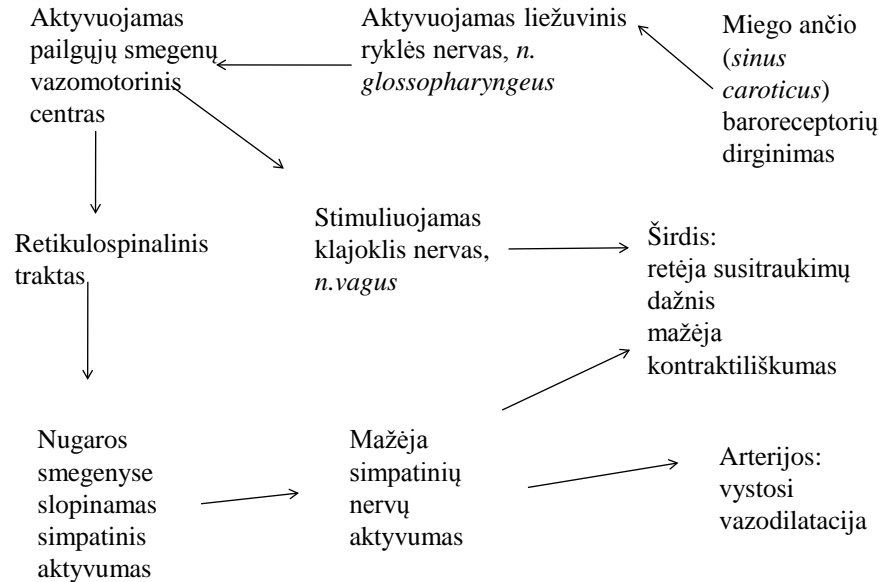 Aktyvuojamas
pailgųjų smegenų
vazomotorinis
centras
Aktyvuojamas liežuvinis
ryklės nervas, n.
glossopharyngeus
Miego ančio
(sinus
caroticus)
baroreceptorių
dirginimas
Retikulospinalinis
traktas
Stimuliuojamas
klajoklis nervas,
n.vagus
Širdis:
retėja susitraukimų
dažnis
mažėja
kontraktiliškumas
Nugaros
smegenyse
slopinamas
simpatinis
aktyvumas
Mažėja
simpatinių
nervų
aktyvumas
Arterijos:
vystosi
vazodilatacija